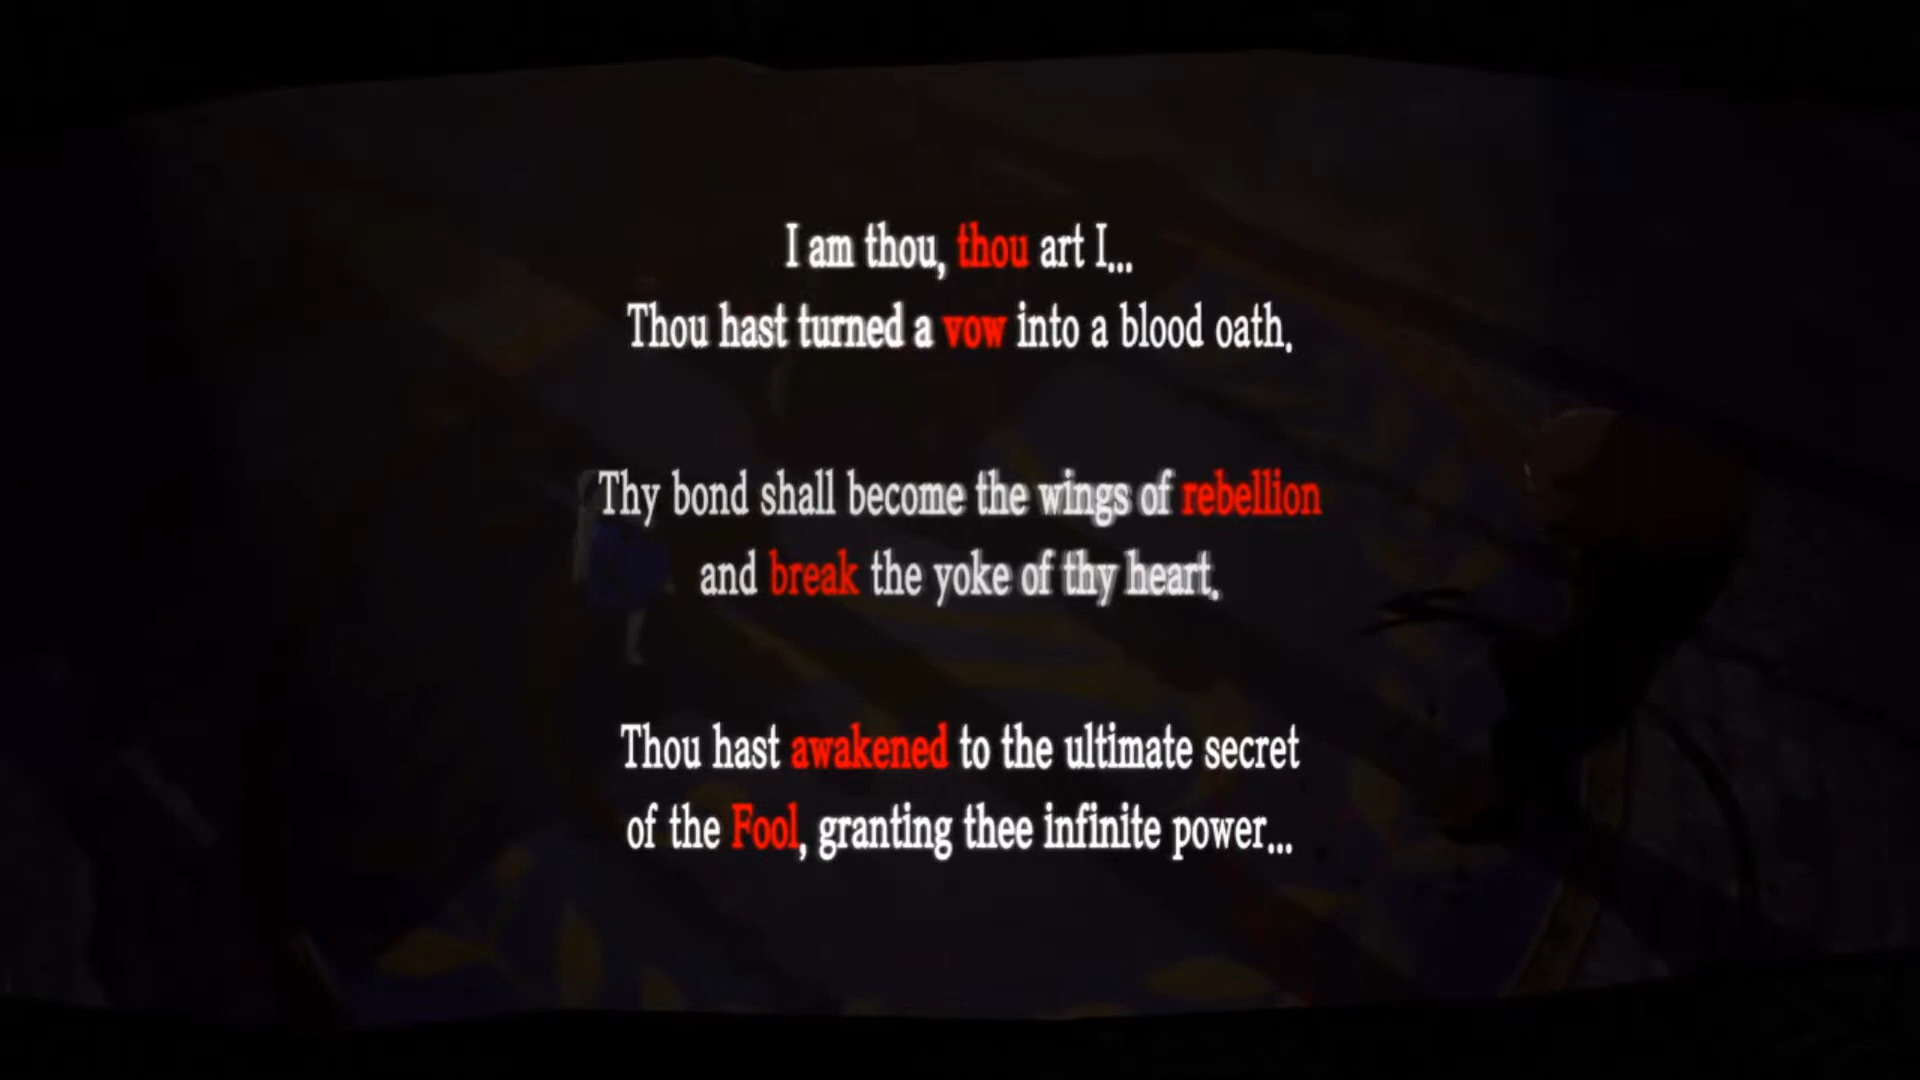 I am thou, thou art I...
Thou hast turned a vow into a blood oath.
Thy bond shall become the wings of rebellion
and break the yoke of thy heart.
Thou hast awakened to the ultimate secret
of the Fool, granting thee infinite power...